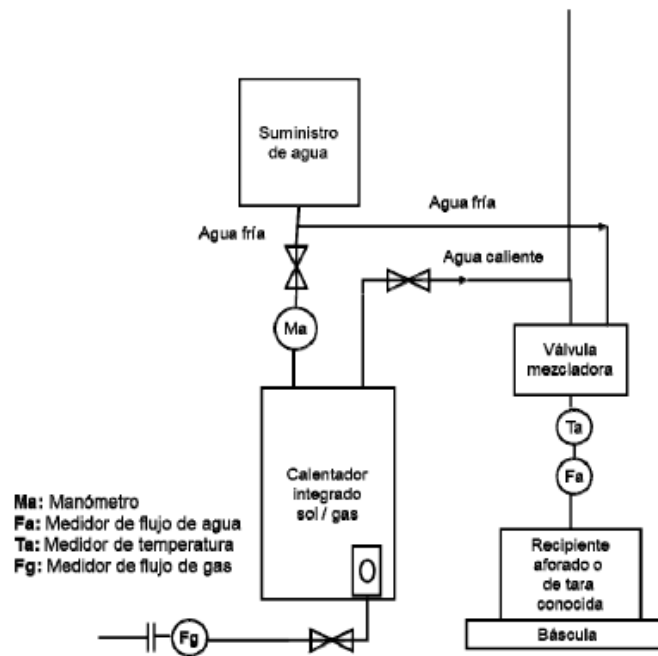 Suministro
de agua
Agua fría
Agua fría
Agua caliente
Ma
Válvula
mezcladora
Ta
Calentador
integrado
sol / gas
Fa
Ma: Manómetro
Fa: Medidor de flujo de agua
Ta: Medidor de temperatura
Fg: Medidor de flujo de gas
Recipiente
aforado o
de tara
conocida
Báscula
Fg